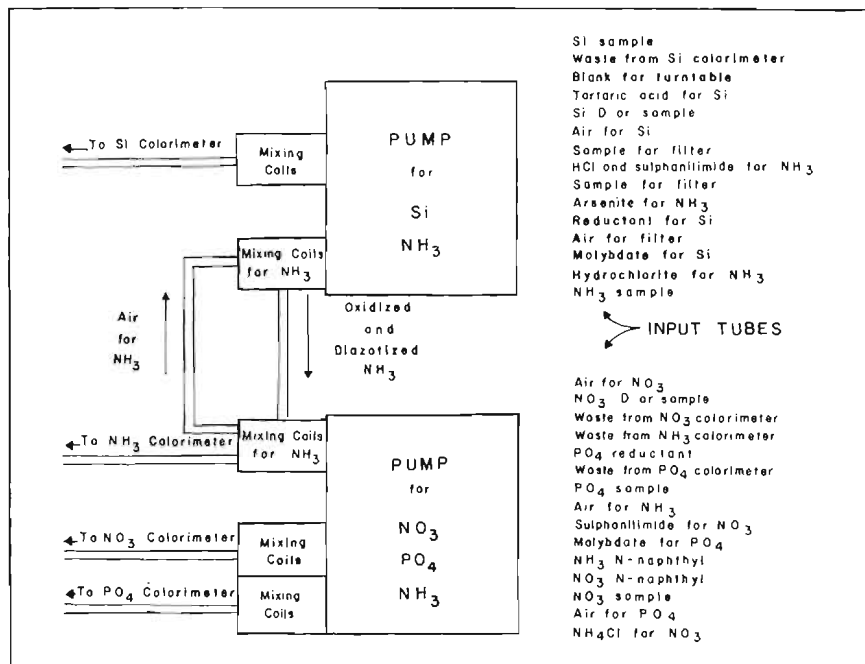 To Si Colorimeter
Mixing
Coils
PUMP
for
Si
NH3
Mixing Coils
for NH3
Air
for
NH3
Oxidized
and
Diazotized
NH3
To NH3 Colorimeter
Mixing Coils
for NH3
PUMP
for
NO3
PO4
NH3
To NO3 Colorimeter
Mixing
Coils
To PO4 Colorimeter
Mixing
Coils
Si sample
Waste from Si colorimeter
Blank for turntable
Tartaric acid for Si
Si D or sample
Air for Si
Sample for filter
HCl and sulphanilimide for NH3
Sample for filter
Arsenite for NH3
Reductant for Si
Air for filter
Molybdate for Si
Hydrochlorite for NH3
NH3 sample
INPUT TUBES
Air for NO3
NO3 D or sample
Waste from NO3 colorimeter
Waste from NH3 colorimeter
PO4 reductant
Waste from PO4 colorimeter
PO4 sample
Air for NH3
Sulphanilimide for NO3
Molybdate for PO4
NH3 N-naphthyl
NO3 N-naphthyl
NO3 sample
Air for PO4
NH4Cl for NO3